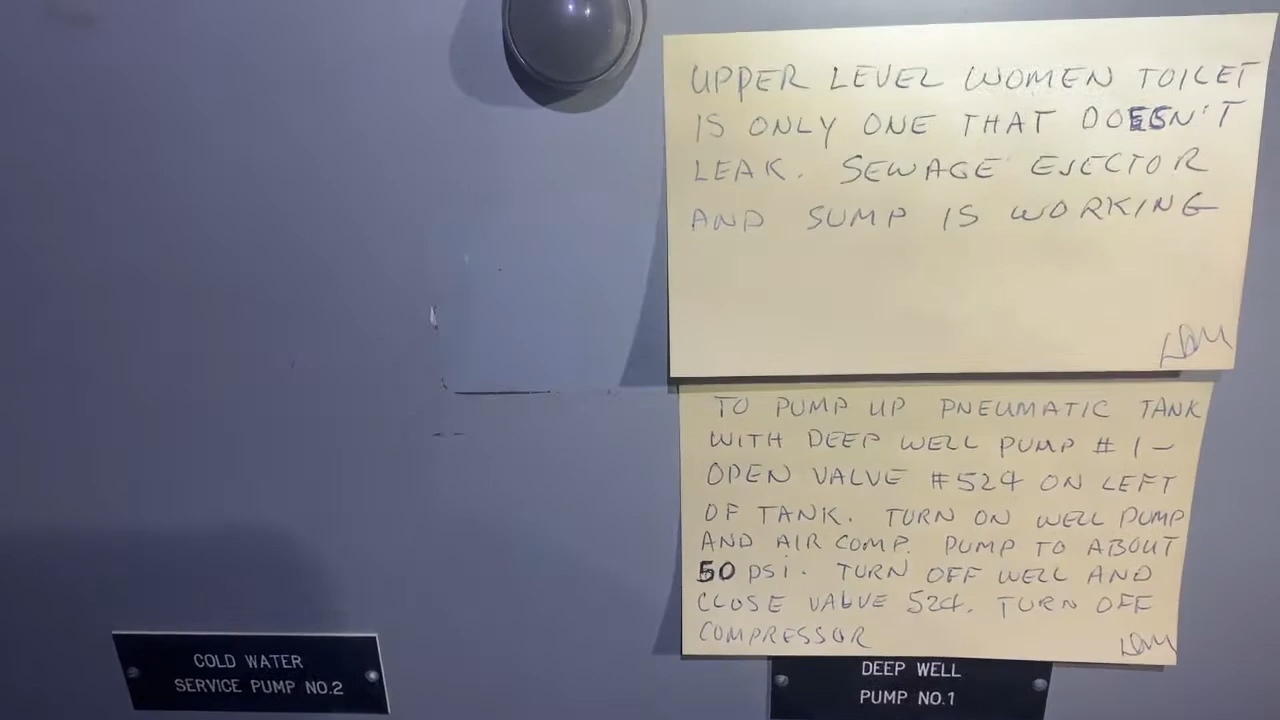 UPPER LEVEL WOMEN TOILET
IS ONLY ONE THAT DOESN'T
LEAK. SEWAGE EJECTOR
AND SUMP IS WORKING
TO PUMP UP PNEUMATIC TANK
WITH DEEP WELL PUMP # 1 -
OPEN VALVE #524 ON LEFT
OF TANK. TURN ON WELL PUMP
AND AIR COMP. PUMP TO ABOUT
50 psi. TURN OFF WELL AND
CLOSE VALVE 524. TURN OFF
COMPRESSOR
COLD WATER
SERVICE PUMP NO.2
DEEP WELL
PUMP NO.1